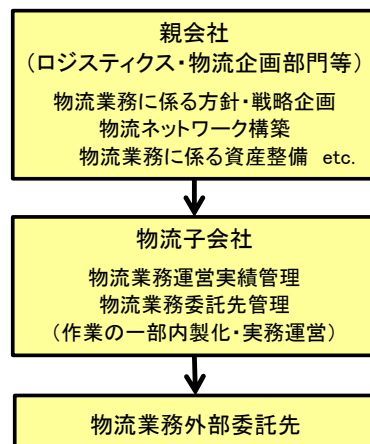 親会社
（ロジスティクス・物流企画部門等）
物流業務に係る方針・戦略企画
物流ネットワーク構築
物流業務に係る資産整備 etc.
物流子会社
物流業務運営実績管理
物流業務委託先管理
（作業の一部内製化・実務運営）
物流業務外部委託先